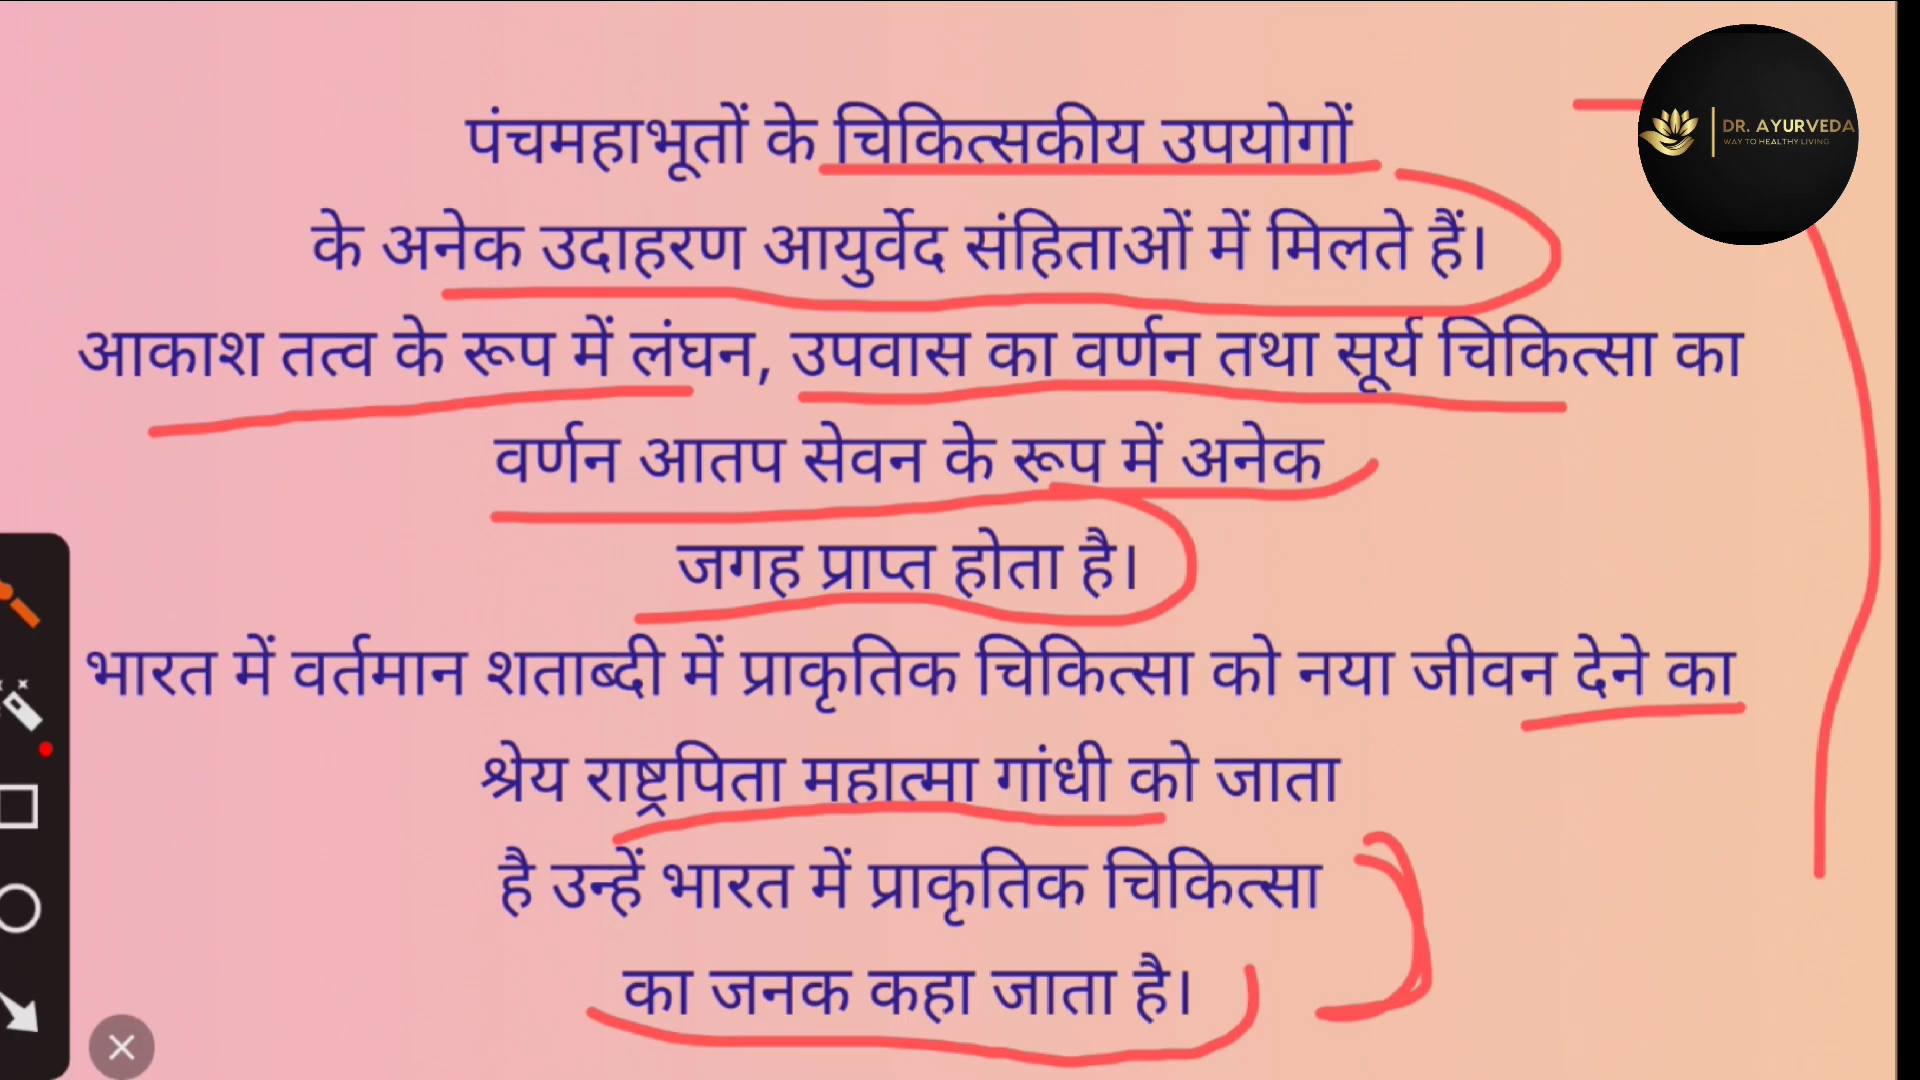 पंचमहाभूतों के चिकित्सकीय उपयोगों
के अनेक उदाहरण आयुर्वेद संहिताओं में मिलते हैं।
आकाश तत्व के रूप में लंघन, उपवास का वर्णन तथा सूर्य चिकित्सा का
वर्णन आतप सेवन के रूप में अनेक
जगह प्राप्त होता है।
भारत में वर्तमान शताब्दी में प्राकृतिक चिकित्सा को नया जीवन देने का
श्रेय राष्ट्रपिता महात्मा गांधी को जाता
है उन्हें भारत में प्राकृतिक चिकित्सा
का जनक कहा जाता है।
DR. AYURVEDA
WAY TO HEALTHY LIVING